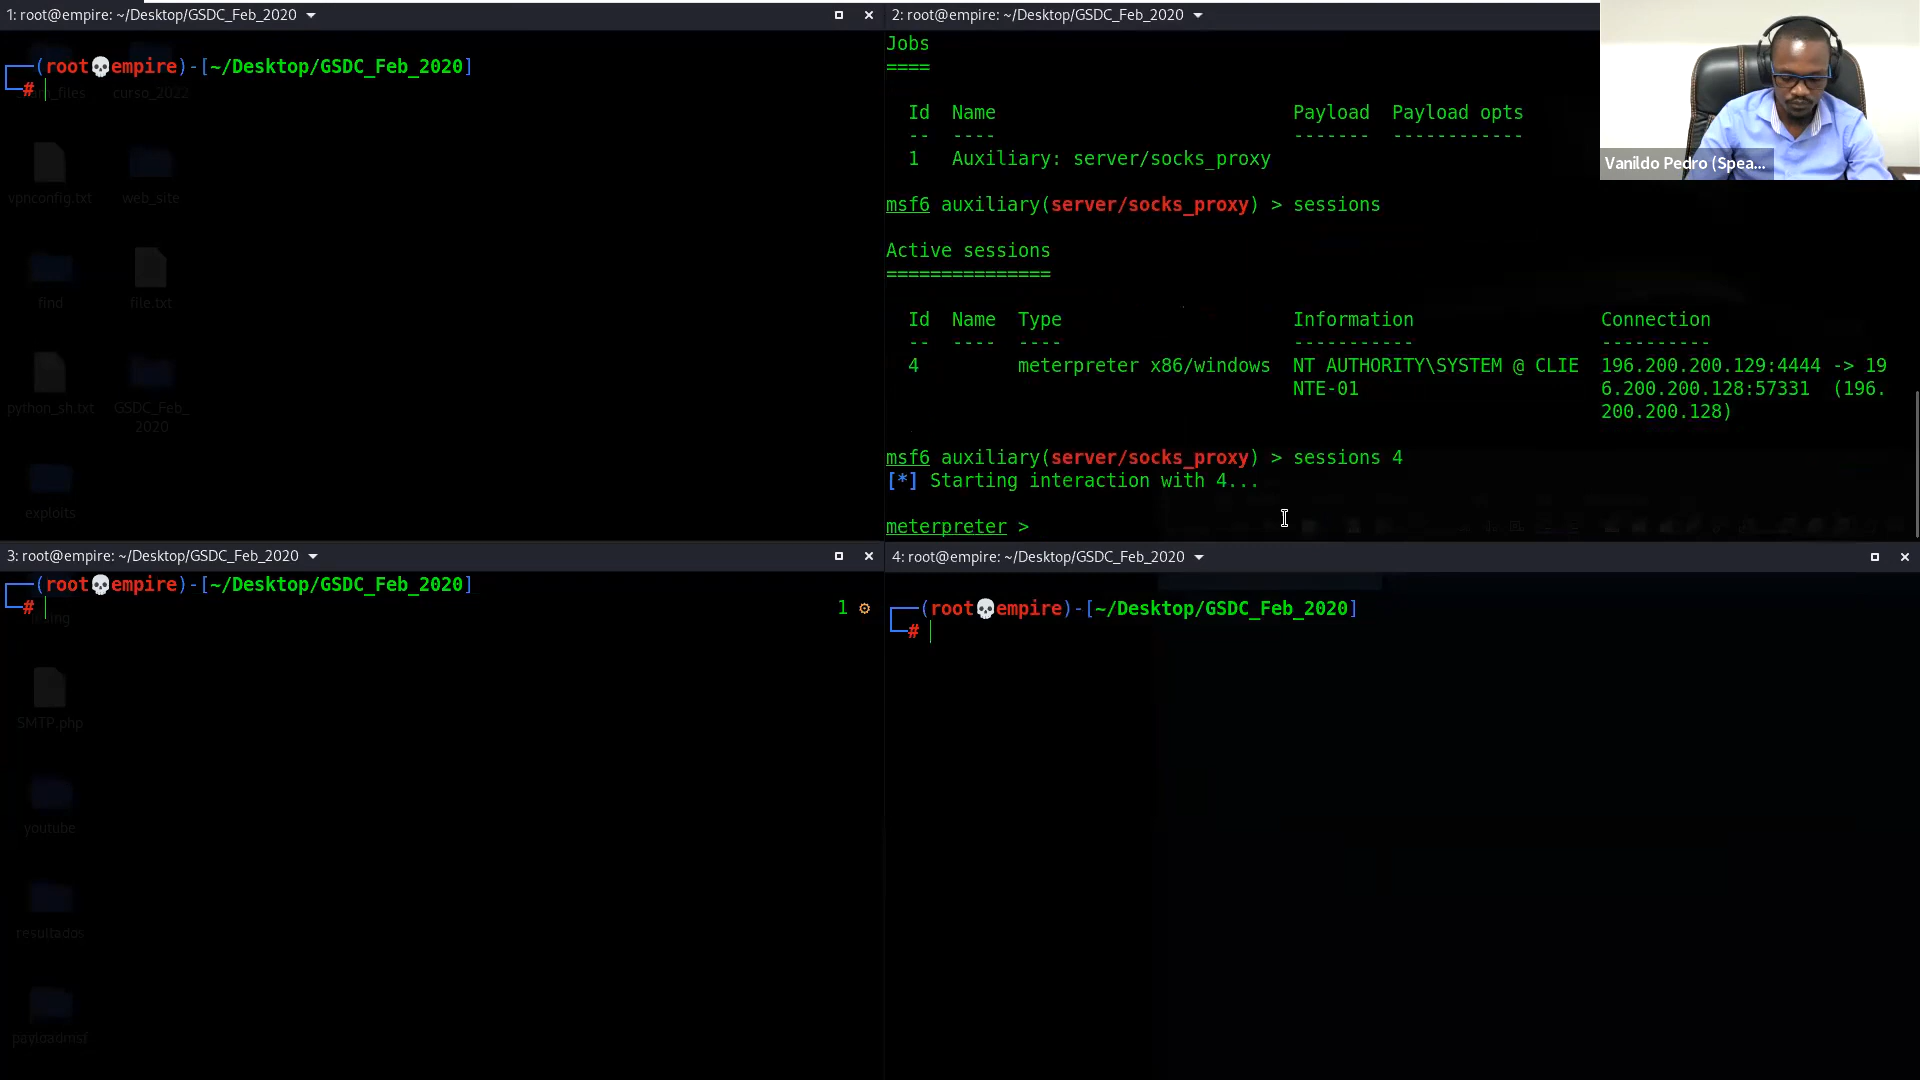 1: root@empire: ~/Desktop/GSDC_Feb_2020
(root💀empire)-[~/Desktop/GSDC_Feb_2020]
#
curso_2022
vpnconfig.txt
web_site
find
file.txt
python_sh.txt
GSDC_Feb_
2020
exploits
2: root@empire: ~/Desktop/GSDC_Feb_2020
Jobs
====
Id Name Payload Payload opts
-- ---- ------- ------------
1 Auxiliary: server/socks_proxy
msf6 auxiliary(server/socks_proxy) > sessions
Active sessions
===============
Id Name Type Information Connection
-- ---- ---- ----------- ----------
4 meterpreter x86/windows NT AUTHORITY\SYSTEM @ CLIE 196.200.200.129:4444 -> 19
NTE-01 6.200.200.128:57331 (196.
200.200.128)
msf6 auxiliary(server/socks_proxy) > sessions 4
[*] Starting interaction with 4...
meterpreter >
Vanildo Pedro (Spea...
3: root@empire: ~/Desktop/GSDC_Feb_2020
(root💀empire)-[~/Desktop/GSDC_Feb_2020]
# 1
SMTP.php
youtube
resultados
payloadmsf
4: root@empire: ~/Desktop/GSDC_Feb_2020
(root💀empire)-[~/Desktop/GSDC_Feb_2020]
#